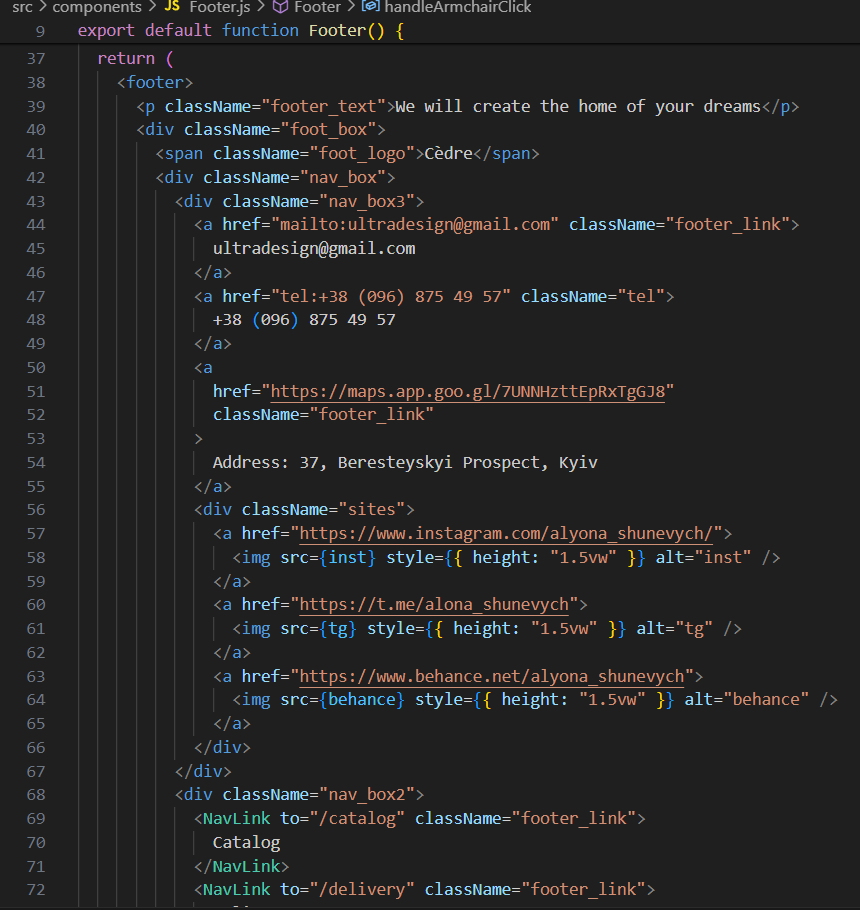 src > components > JS Footer.js > Footer > handleArmchairClick
9 export default function Footer() {
37 return (
38 <footer>
39 <p className="footer_text">We will create the home of your dreams</p>
40 <div className="foot_box">
41 <span className="foot_logo">Cèdre</span>
42 <div className="nav_box">
43 <div className="nav_box3">
44 <a href="mailto:ultradesign@gmail.com" className="footer_link">
45 ultradesign@gmail.com
46 </a>
47 <a href="tel:+38 (096) 875 49 57" className="tel">
48 +38 (096) 875 49 57
49 </a>
50 <a
51 href="https://maps.app.goo.gl/7UNNHzttEpRxTgGJ8"
52 className="footer_link"
53 >
54 Address: 37, Beresteyskyi Prospect, Kyiv
55 </a>
56 <div className="sites">
57 <a href="https://www.instagram.com/alyona_shunevych/">
58 <img src={inst} style={{ height: "1.5vw" }} alt="inst" />
59 </a>
60 <a href="https://t.me/alona_shunevych">
61 <img src={tg} style={{ height: "1.5vw" }} alt="tg" />
62 </a>
63 <a href="https://www.behance.net/alyona_shunevych">
64 <img src={behance} style={{ height: "1.5vw" }} alt="behance" />
65 </a>
66 </div>
67 </div>
68 <div className="nav_box2">
69 <NavLink to="/catalog" className="footer_link">
70 Catalog
71 </NavLink>
72 <NavLink to="/delivery" className="footer_link">